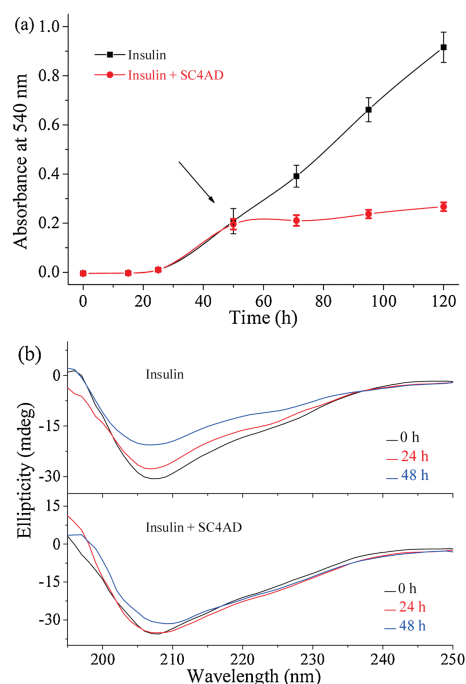 (a)
Insulin
Insulin + SC4AD
Absorbance at 540 nm
1.0
0.8
0.6
0.4
0.2
0.0
0 20 40 60 80 100 120
Time (h)
(b)
Ellipticity (mdeg)
Insulin
0
-15
-30
0 h
24 h
48 h
Insulin + SC4AD
15
0
-15
-30
0 h
24 h
48 h
200 210 220 230 240 250
Wavelength (nm)